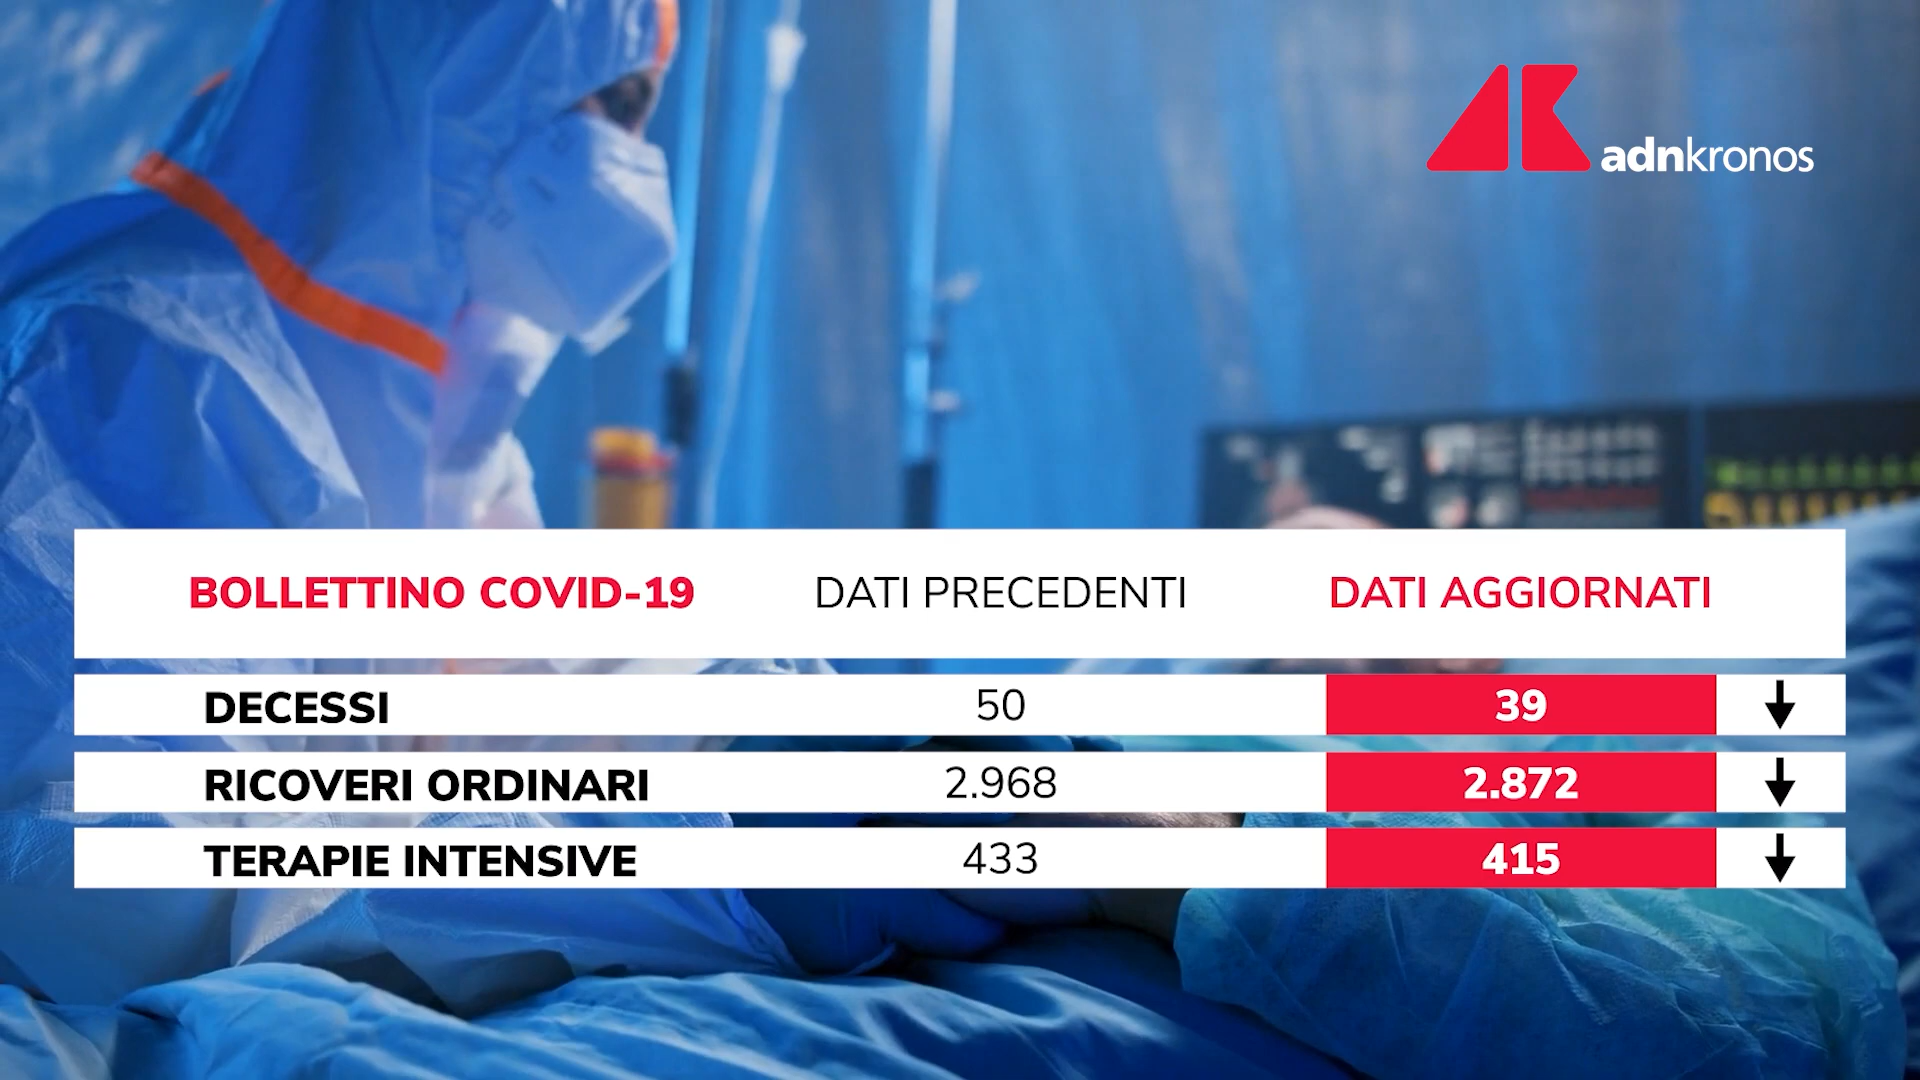 adnkronos
BOLLETTINO COVID-19 DATI PRECEDENTI DATI AGGIORNATI
DECESSI 50 39
RICOVERI ORDINARI 2.968 2.872
TERAPIE INTENSIVE 433 415